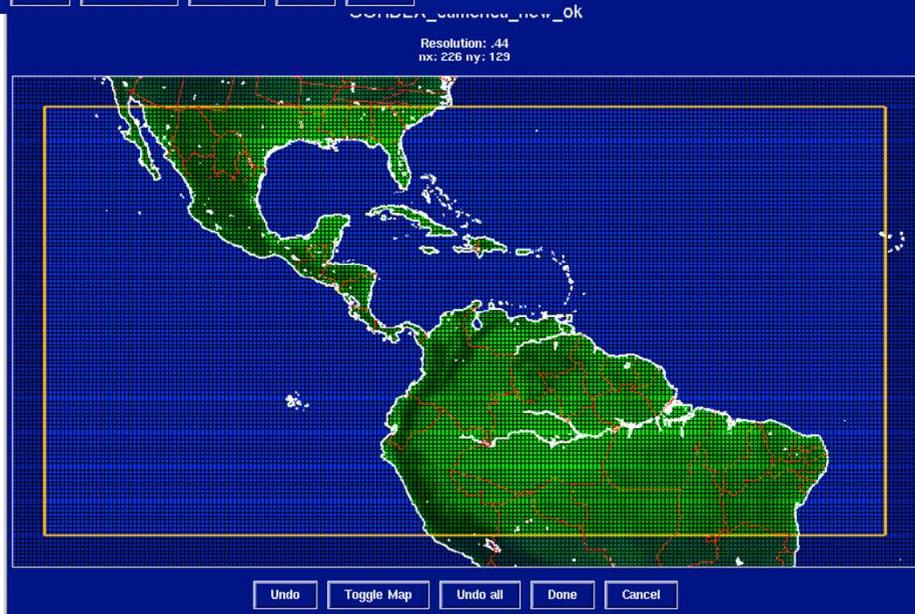 Resolution: .44
nx: 226 ny: 129
Undo
Toggle Map
Undo all
Done
Cancel